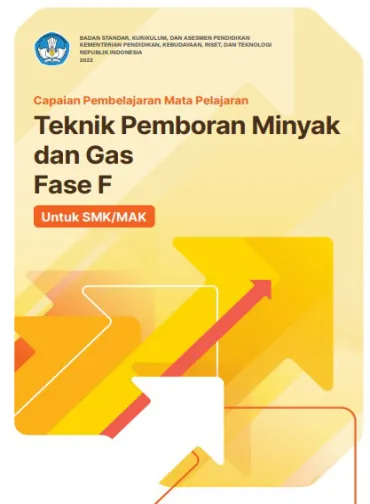 BADAN STANDAR, KURIKULUM, DAN ASESMEN PENDIDIKAN
KEMENTERIAN PENDIDIKAN, KEBUDAYAAN, RISET, DAN TEKNOLOGI
REPUBLIK INDONESIA
2022
Capaian Pembelajaran Mata Pelajaran
Teknik Pemboran Minyak
dan Gas
Fase F
Untuk SMK/MAK